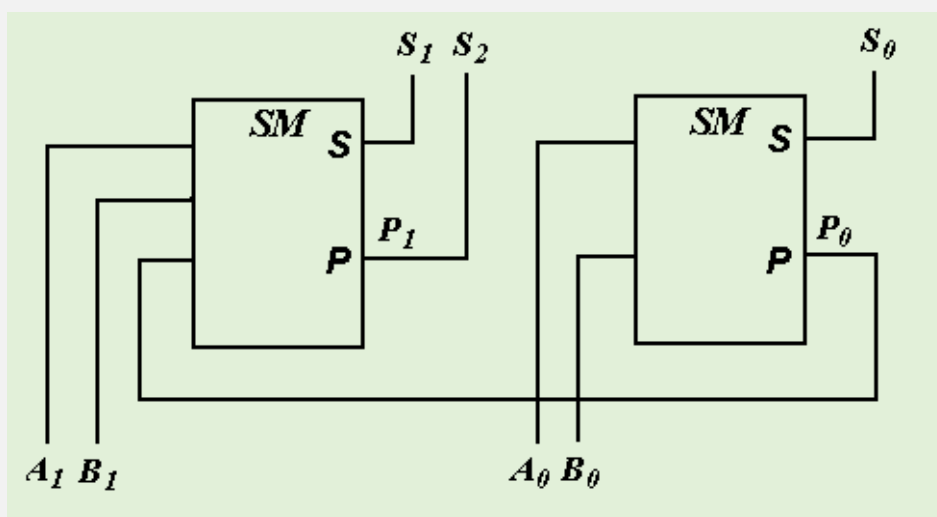 S₁ S₂ S₀
SM SM
S S
P₁ P₀
P P
A₁ B₁ A₀ B₀